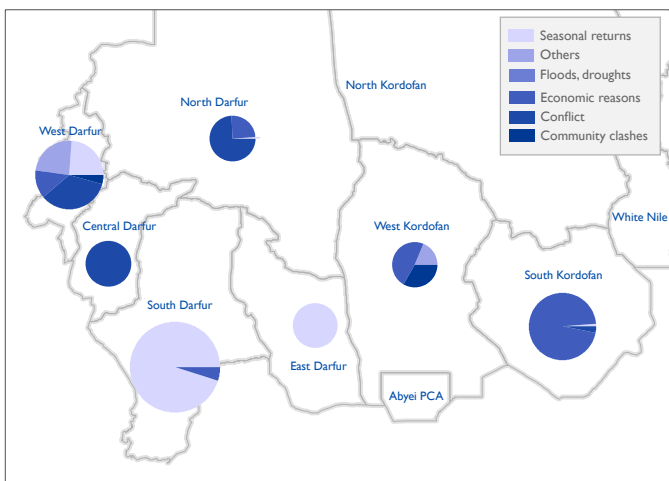 Seasonal returns
Others
Floods, droughts
Economic reasons
Conflict
Community clashes
North Kordofan
North Darfur
West Darfur
White Nile
Central Darfur
West Kordofan
South Kordofan
South Darfur
East Darfur
Abyei PCA